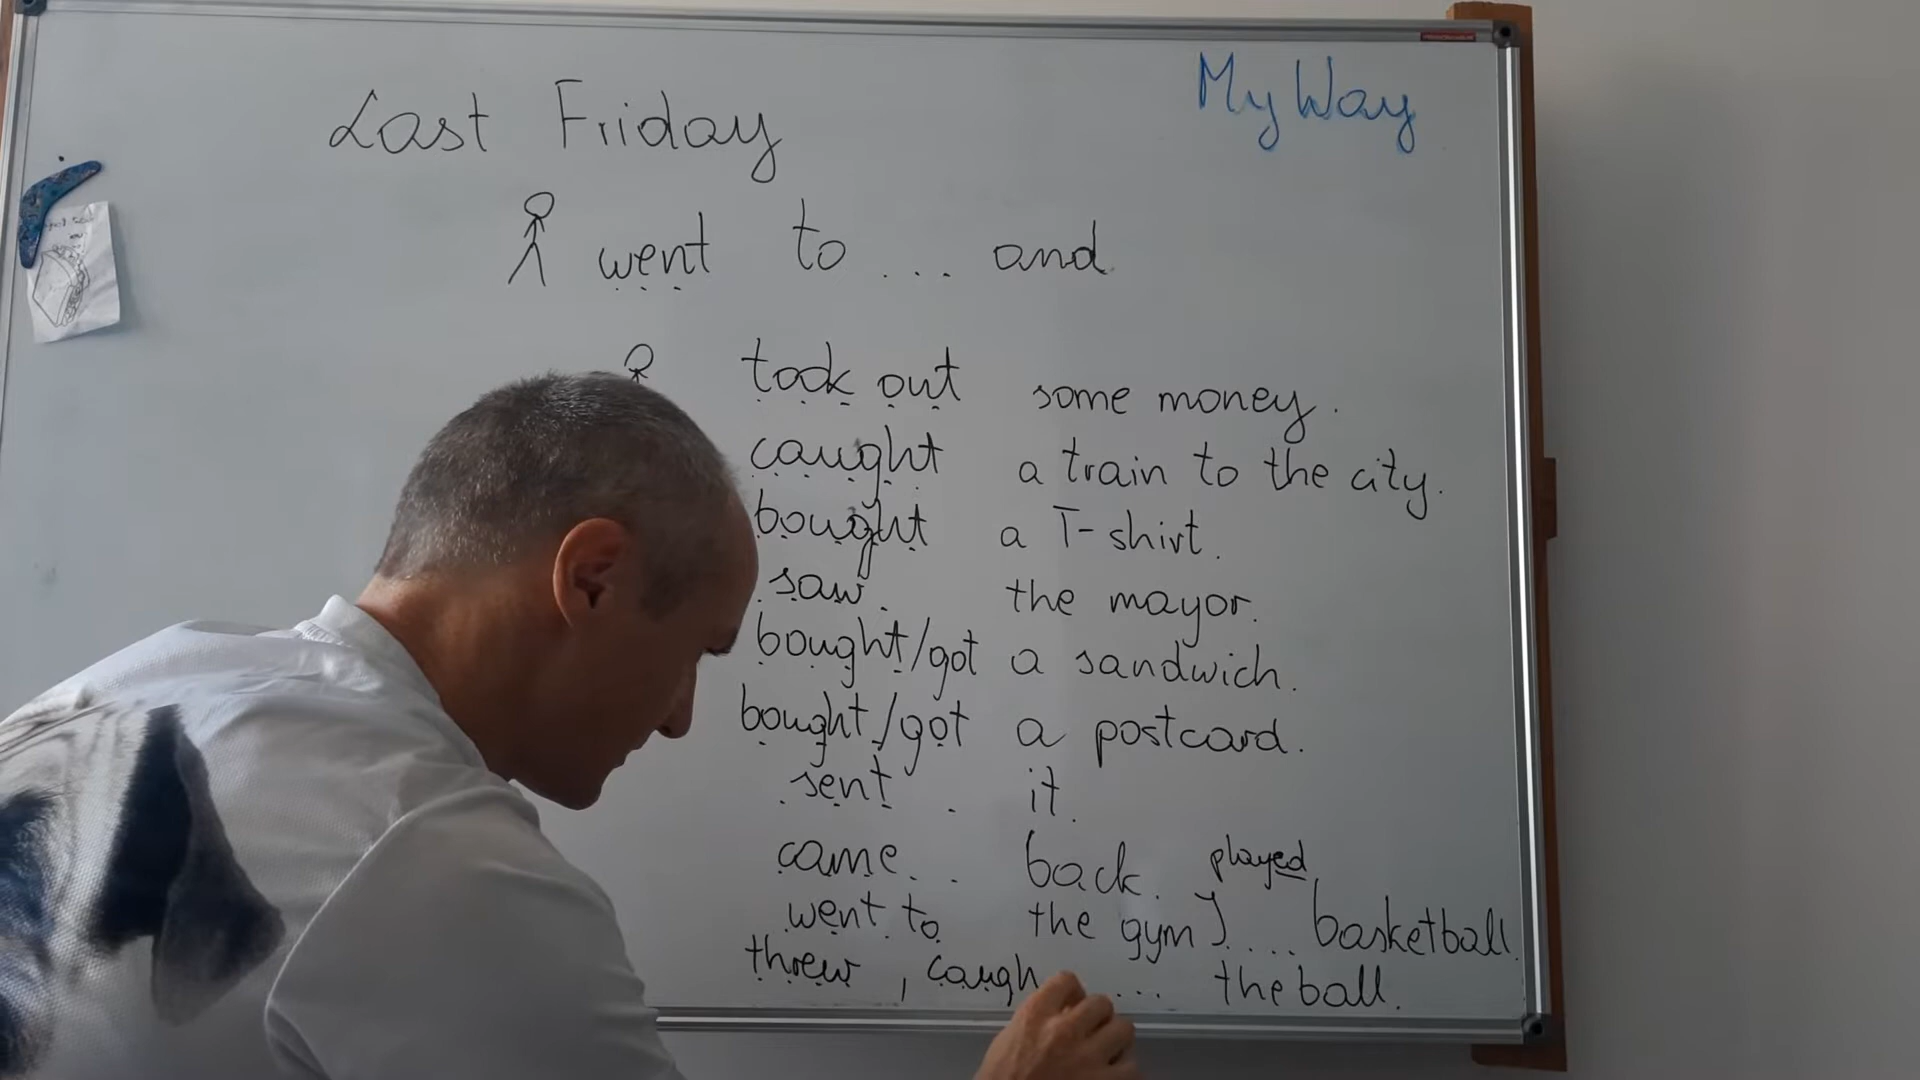 My Way
Last Friday
went to ... and
took out some money.
caught a train to the city.
bought a T-shirt.
saw the mayor.
bought/got a sandwich.
bought/got a postcard.
sent it.
came back.
played
went to the gym .... basketball.
threw, caugh ... the ball.